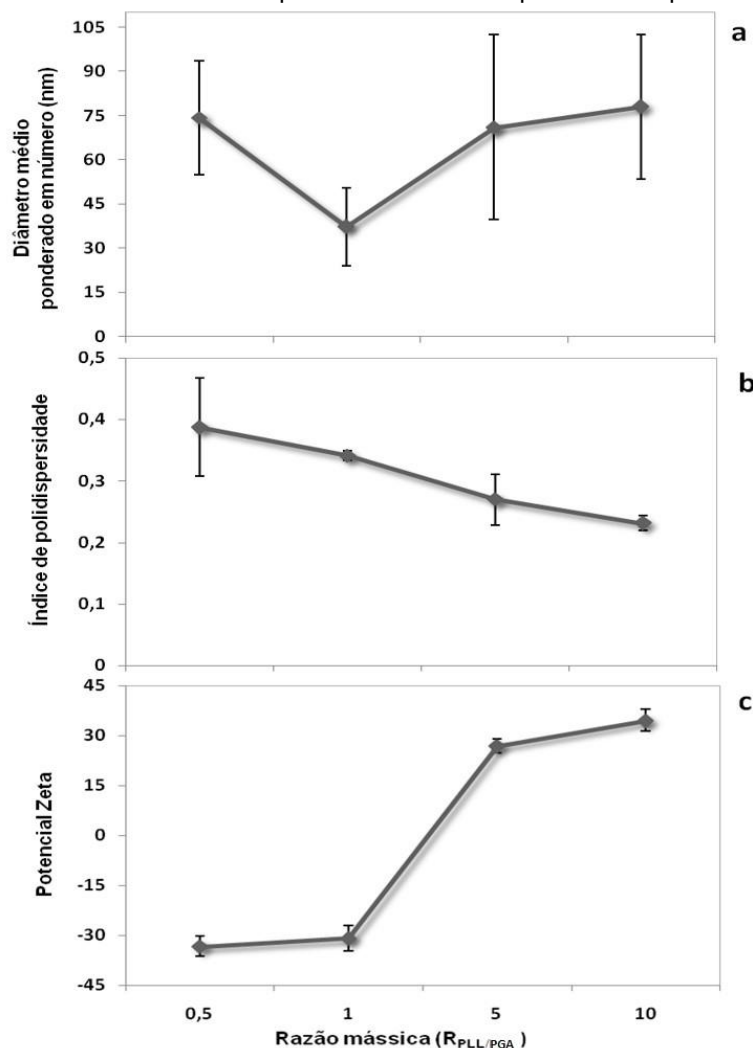 a
105
90
75
60
45
30
15
0
Diâmetro médio
ponderado em número (nm)
b
0,5
0,4
0,3
0,2
0,1
0
Índice de polidispersidade
c
45
30
15
0
-15
-30
-45
Potencial Zeta
0,5 1 5 10
Razão mássica (RPLL/PGA )